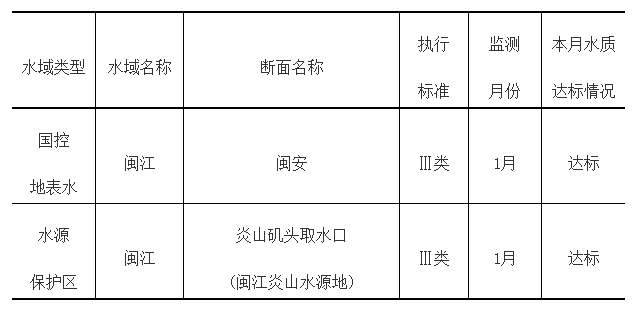 水域类型 水域名称 断面名称 执行标准 监测月份 本月水质达标情况
国控地表水 闽江 闽安 Ⅲ类 1月 达标
水源保护区 闽江 炎山矶头取水口(闽江炎山水源地) Ⅲ类 1月 达标